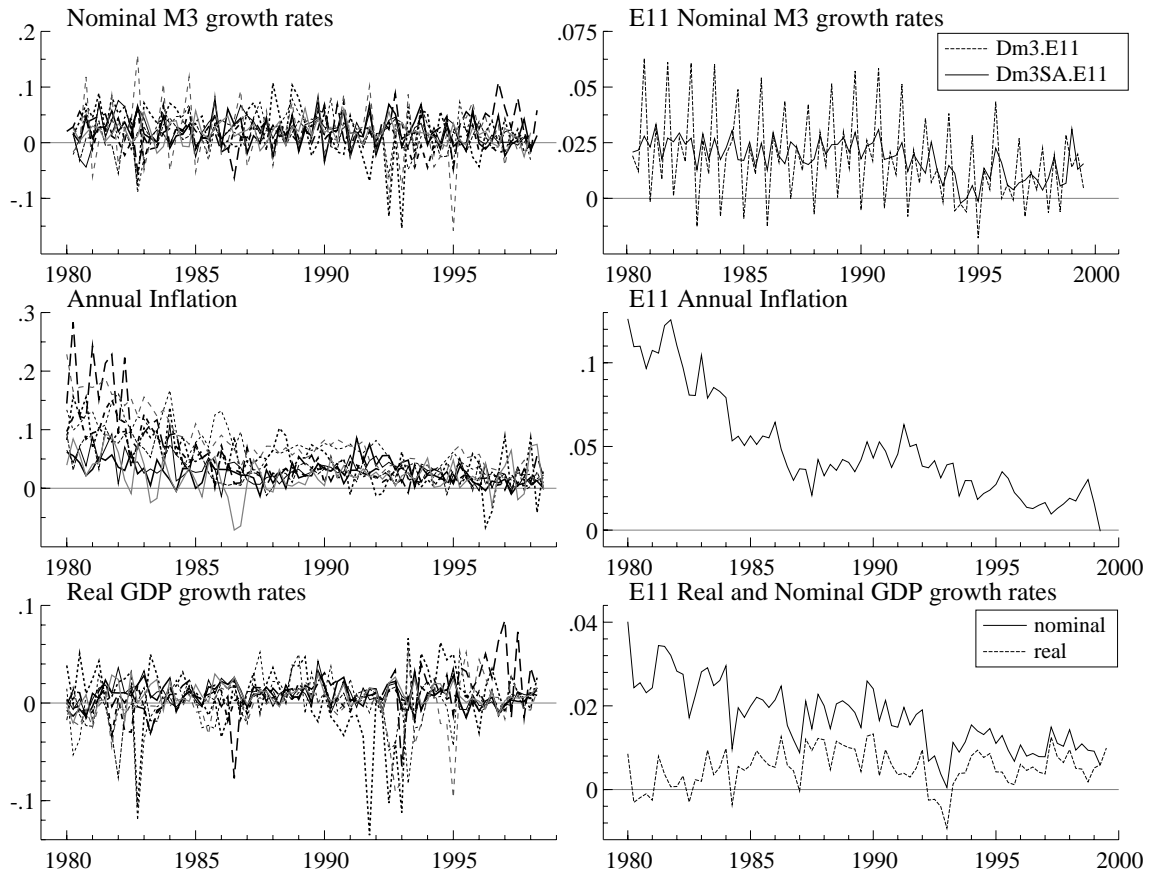 Nominal M3 growth rates
.2
.1
0
-.1
1980 1985 1990 1995
E11 Nominal M3 growth rates
.075
.05
.025
0
Dm3.E11
Dm3SA.E11
1980 1985 1990 1995 2000
Annual Inflation
.3
.2
.1
0
1980 1985 1990 1995
E11 Annual Inflation
.1
.05
0
1980 1985 1990 1995 2000
Real GDP growth rates
.1
0
-.1
1980 1985 1990 1995
E11 Real and Nominal GDP growth rates
.04
.02
0
nominal
real
1980 1985 1990 1995 2000